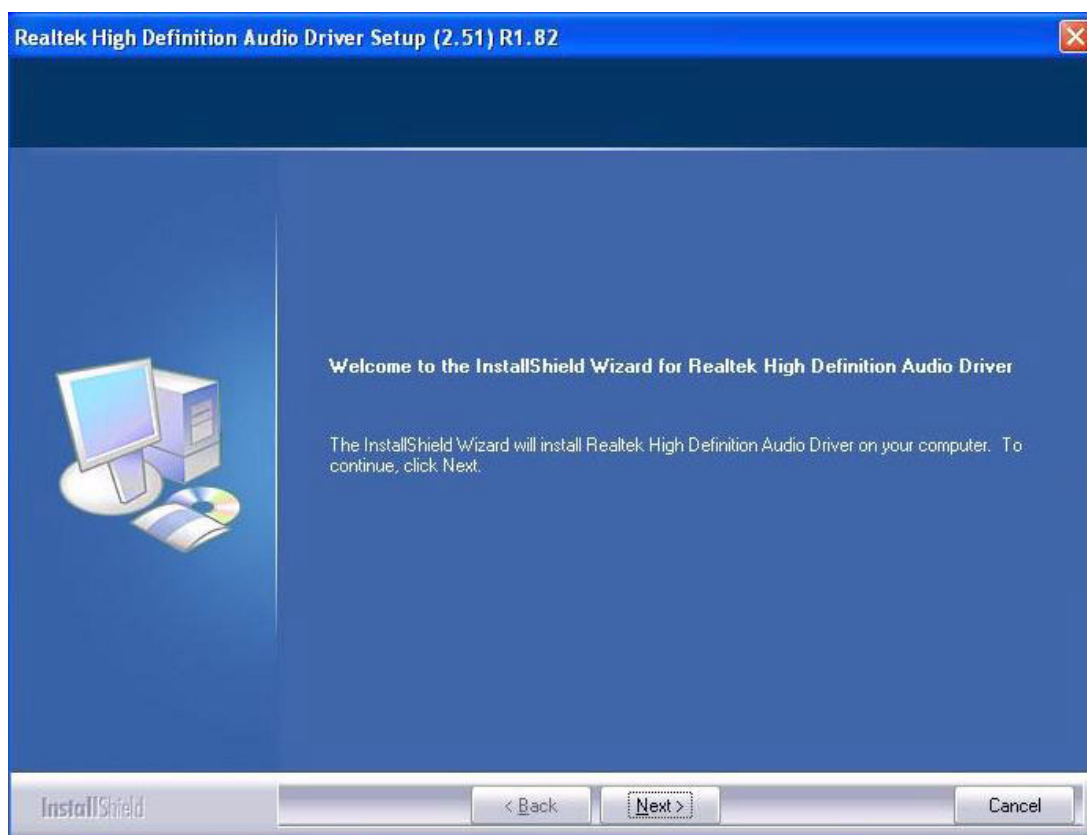 Realtek High Definition Audio Driver Setup (2.51) R1.82
Welcome to the InstallShield Wizard for Realtek High Definition Audio Driver
The InstallShield Wizard will install Realtek High Definition Audio Driver on your computer. To
continue, click Next.
InstallShield
< Back
Next >
Cancel